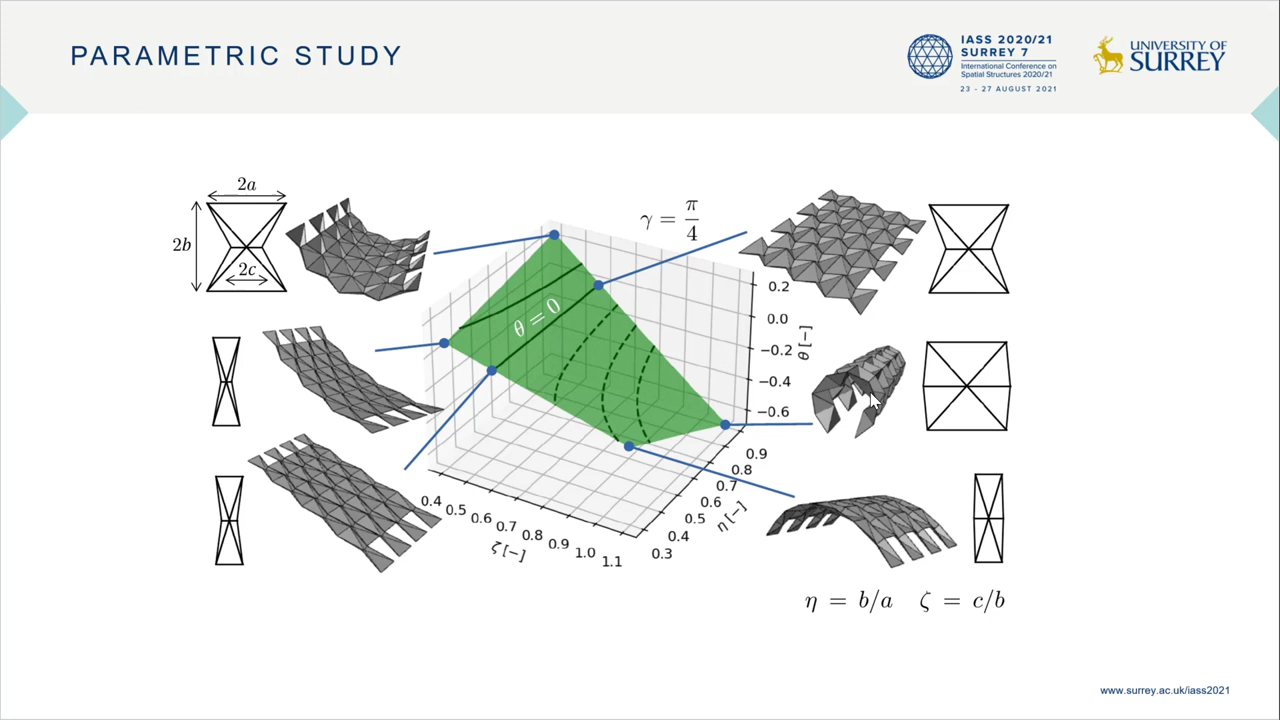 PARAMETRIC STUDY
IASS 2020/21
SURREY 7
International Conference on
Spatial Structures 2020/21
23 - 27 AUGUST 2021
UNIVERSITY OF
SURREY
2a
2b
2c
γ = π/4
θ = 0
0.2
0.0
−0.2
−0.4
−0.6
θ [−]
0.9
0.8
0.7
0.6
0.5
0.4
0.3
η [−]
0.4
0.5
0.6
0.7
0.8
0.9
1.0
1.1
ζ [−]
η = b/a ζ = c/b
www.surrey.ac.uk/iass2021